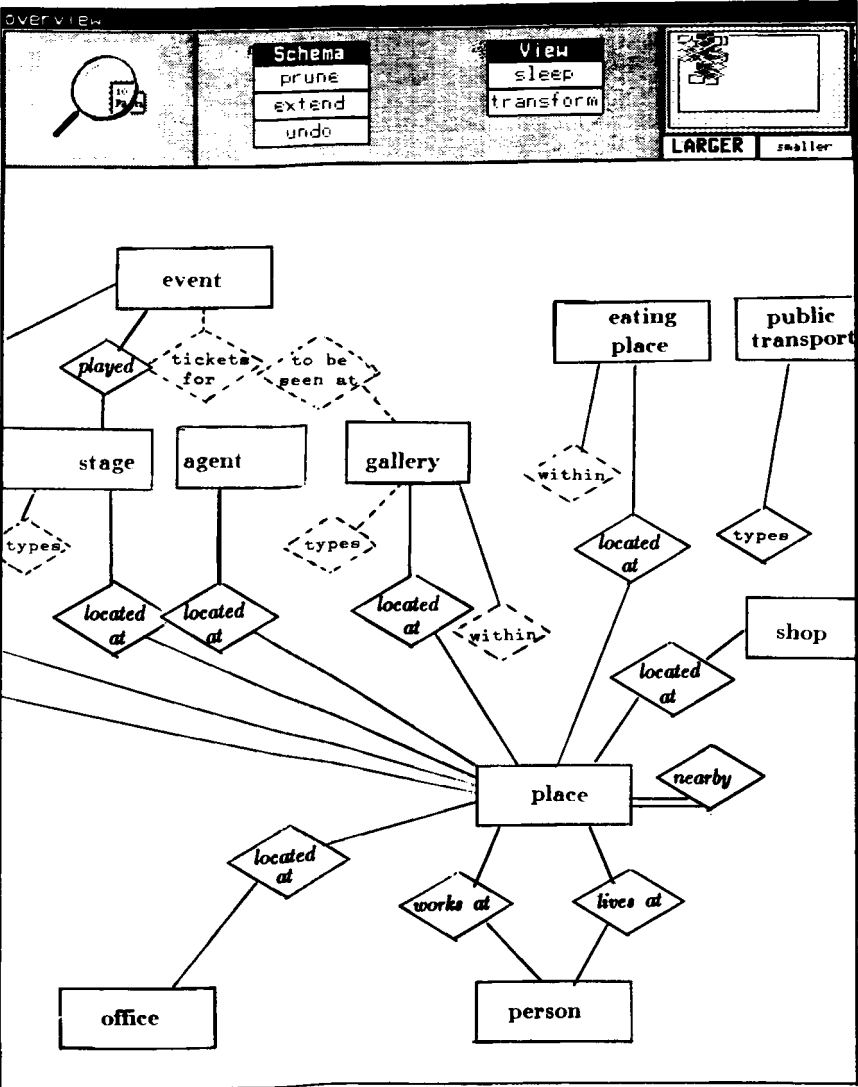 overview
Schema
prune
extend
undo
View
sleep
transform
LARGER
smaller
event
eating
place
public
transport
played
tickets
for
to be
seen at
stage
agent
gallery
within
types
types
located
at
types
located
at
located
at
located
at
within
shop
located
at
place
nearby
located
at
works at
lives at
office
person